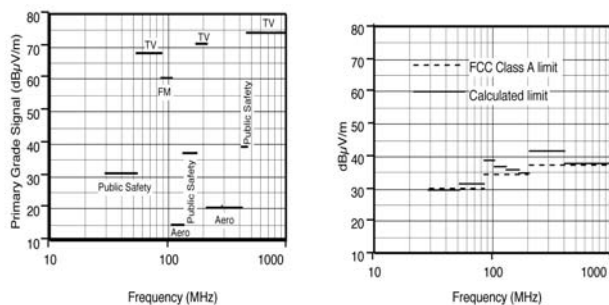 Primary Grade Signal (dBµV/m)
80
70
60
50
40
30
20
10
TV
TV
TV
FM
Public Safety
Public Safety
Public Safety
Aero
Aero
10
100
1000
Frequency (MHz)
dBµV/m
80
70
60
50
40
30
20
10
FCC Class A limit
Calculated limit
10
100
1000
Frequency (MHz)